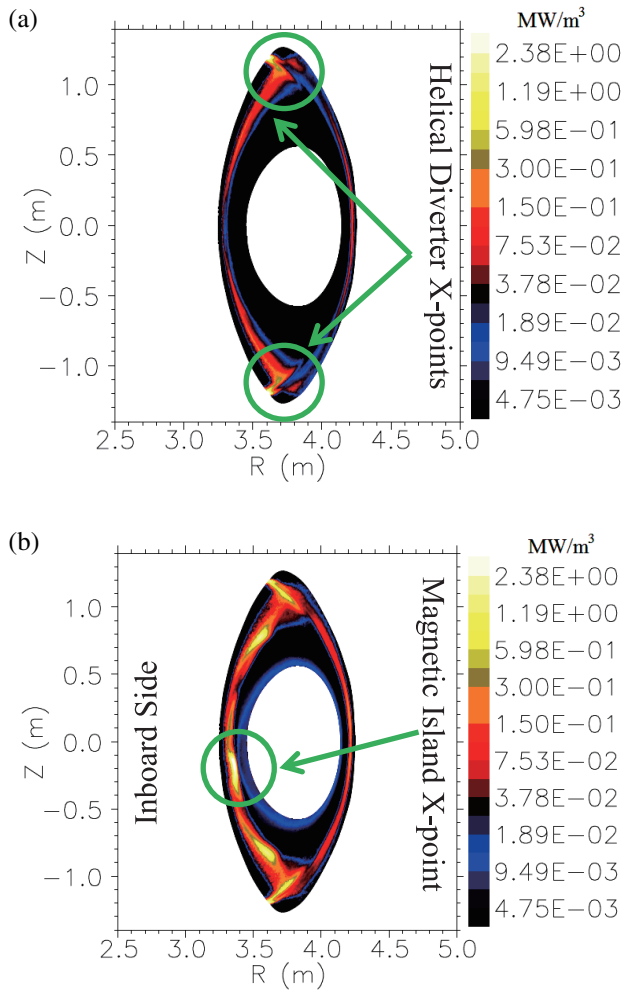 (a)
MW/m³
2.38E+00
1.19E+00
5.98E−01
3.00E−01
1.50E−01
7.53E−02
3.78E−02
1.89E−02
9.49E−03
4.75E−03
1.0
0.5
0.0
−0.5
−1.0
Z (m)
Helical Diverter X-points
2.5 3.0 3.5 4.0 4.5 5.0
R (m)
(b)
MW/m³
2.38E+00
1.19E+00
5.98E−01
3.00E−01
1.50E−01
7.53E−02
3.78E−02
1.89E−02
9.49E−03
4.75E−03
1.0
0.5
0.0
−0.5
−1.0
Z (m)
Inboard Side
Magnetic Island X-point
2.5 3.0 3.5 4.0 4.5 5.0
R (m)